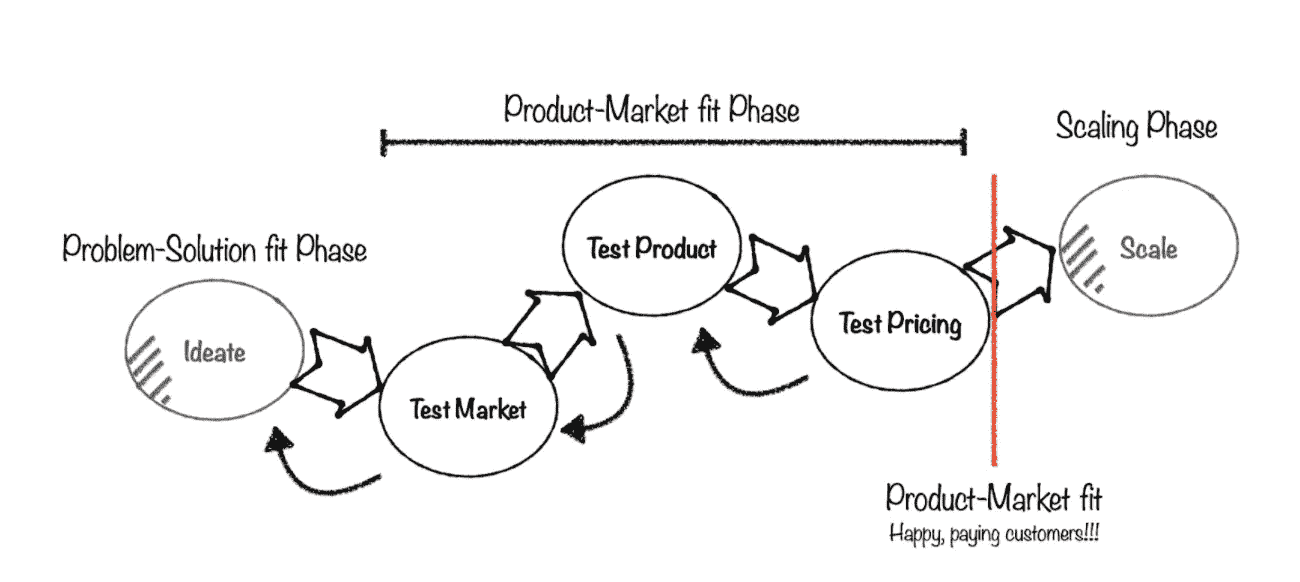 Product-Market fit Phase
Scaling Phase
Problem-Solution fit Phase
Test Product
Scale
Test Pricing
Ideate
Test Market
Product-Market fit
Happy, paying customers!!!